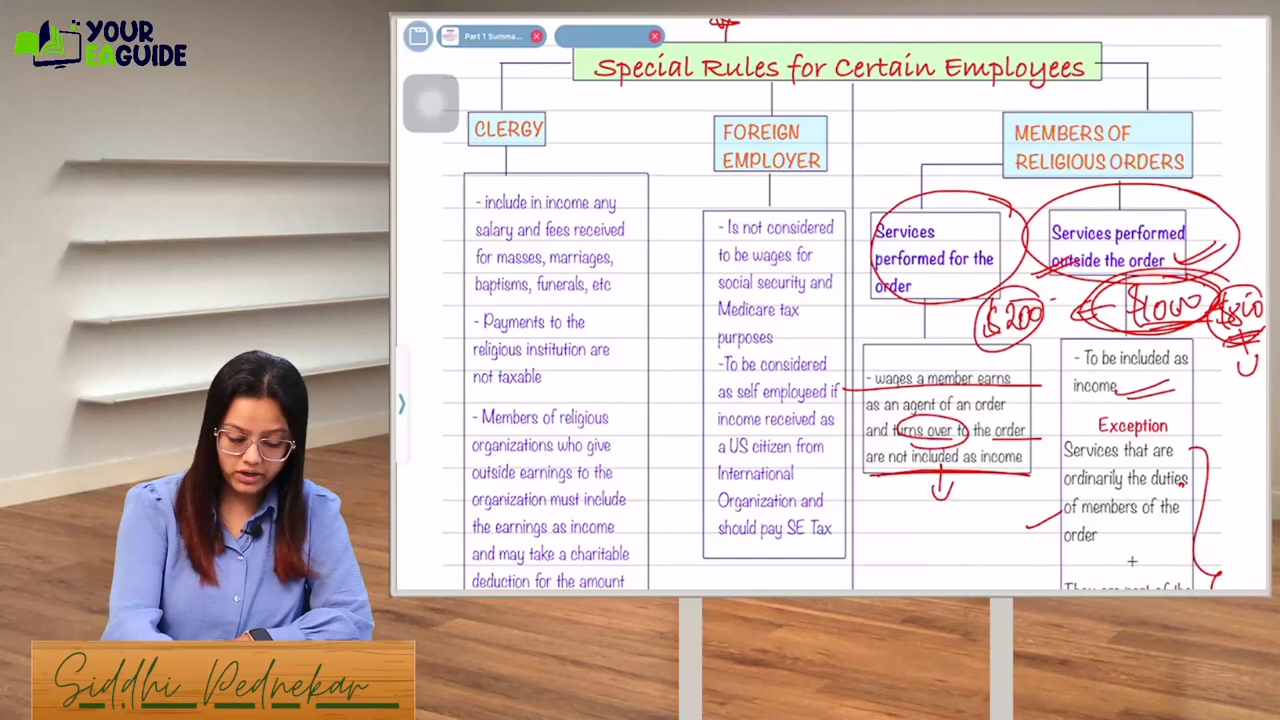 YOUR
EAGUIDE
Part 1 Summa...
Special Rules for Certain Employees
CLERGY
- include in income any
salary and fees received
for masses, marriages,
baptisms, funerals, etc
- Payments to the
religious institution are
not taxable
- Members of religious
organizations who give
outside earnings to the
organization must include
the earnings as income
and may take a charitable
deduction for the amount
FOREIGN
EMPLOYER
- Is not considered
to be wages for
social security and
Medicare tax
purposes
-To be considered
as self employeed if
income received as
a US citizen from
International
Organization and
should pay SE Tax
MEMBERS OF
RELIGIOUS ORDERS
Services
performed for the
order
$200
- wages a member earns
as an agent of an order
and turns over to the order
are not included as income
Services performed
outside the order
$1000
- To be included as
income
Exception
Services that are
ordinarily the duties
of members of the
order
+
They are part of the
Siddhi Pednekar